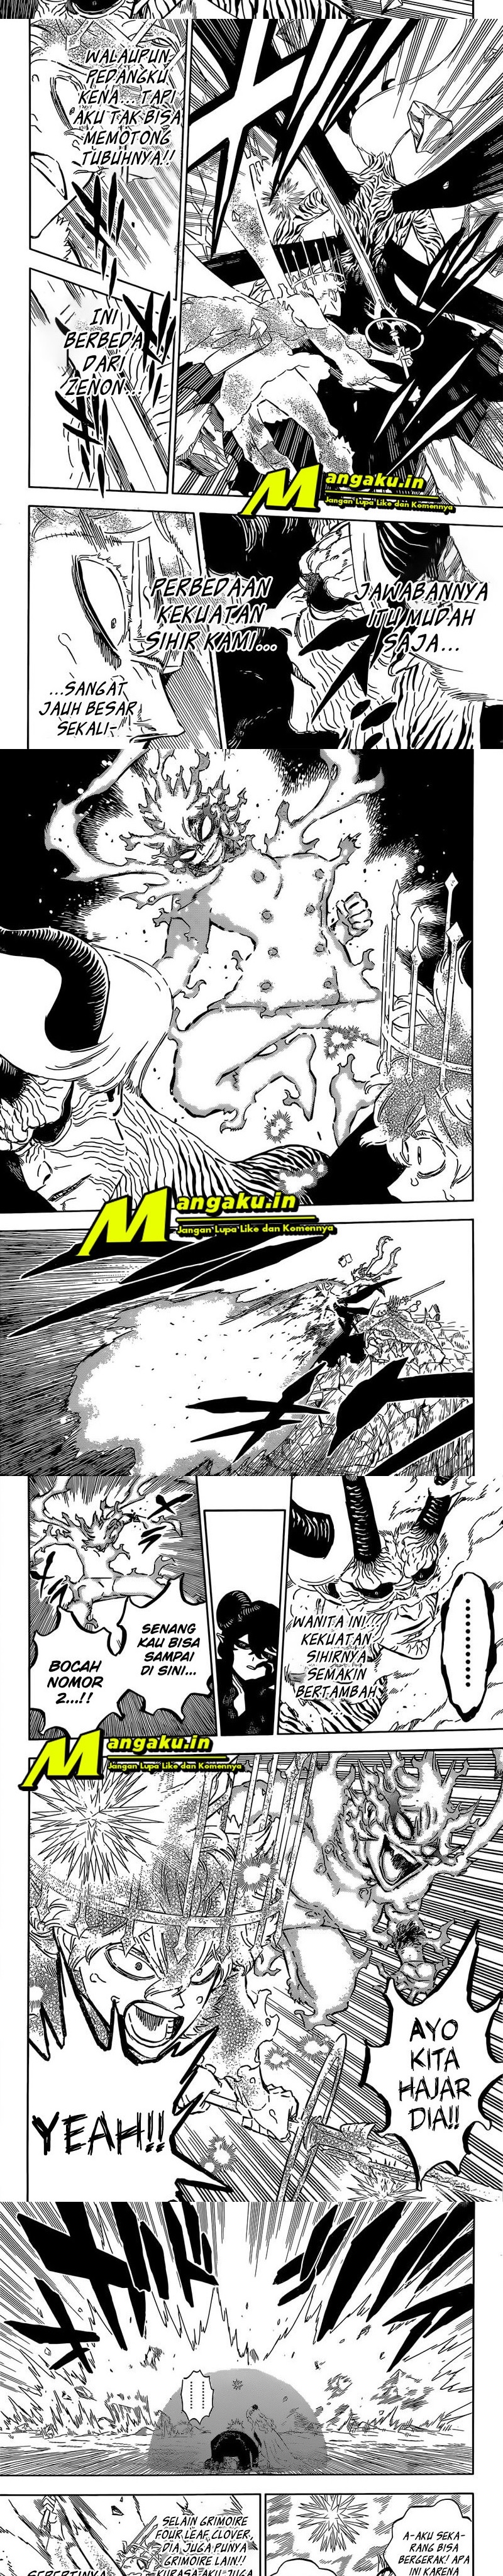 WALAUPUN
PEDANGKU
KENA... TAPI
AKU TAK BISA
MEMOTONG
TUBUHNYA!!
INI
BERBEDA
DARI
ZENON...
Mangaku.in
Jangan Lupa Like dan Komennya
JAWABANNYA
ITU MUDAH
SAJA...
PERBEDAAN
KEKUATAN
SIHIR KAMI...
...SANGAT
JAUH BESAR
SEKALI-
Mangaku.in
Jangan Lupa Like dan Komennya
WANITA INI...
KEKUATAN
SIHIRNYA
SEMAKIN
BERTAMBAH
SENANG
KAU BISA
SAMPAI
DI SINI...
BOCAH
NOMOR
2...!!
Mangaku.in
Jangan Lupa Like dan Komennya
AYO
KITA
HAJAR
DIA!!
YEAH!!
A-AKU SEKA-
RANG BISA
BERGERAK! APA
INI KARENA
SELAIN GRIMOIRE
FOUR LEAF CLOVER,
DIA JUGA PUNYA
GRIMOIRE LAIN!!